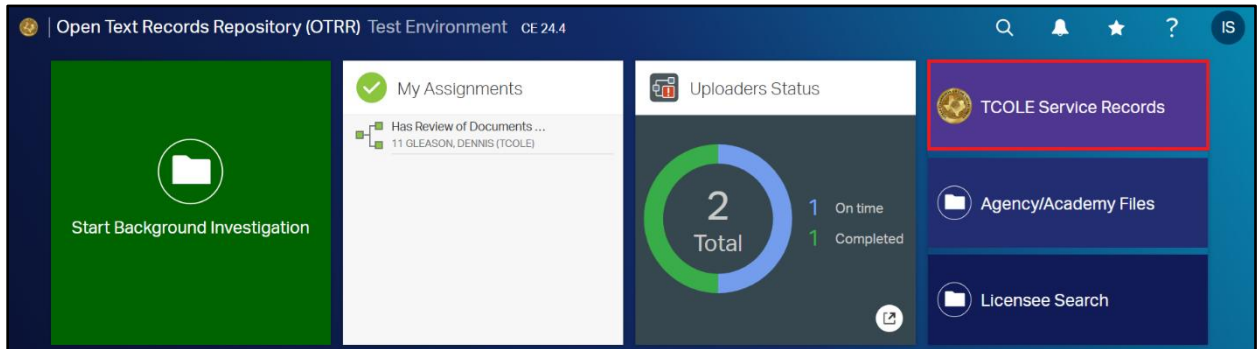 Open Text Records Repository (OTRR) Test Environment CE 24.4
? IS
Start Background Investigation
My Assignments
Has Review of Documents ...
11 GLEASON, DENNIS (TCOLE)
Uploaders Status
2
Total
1 On time
1 Completed
TCOLE Service Records
Agency/Academy Files
Licensee Search